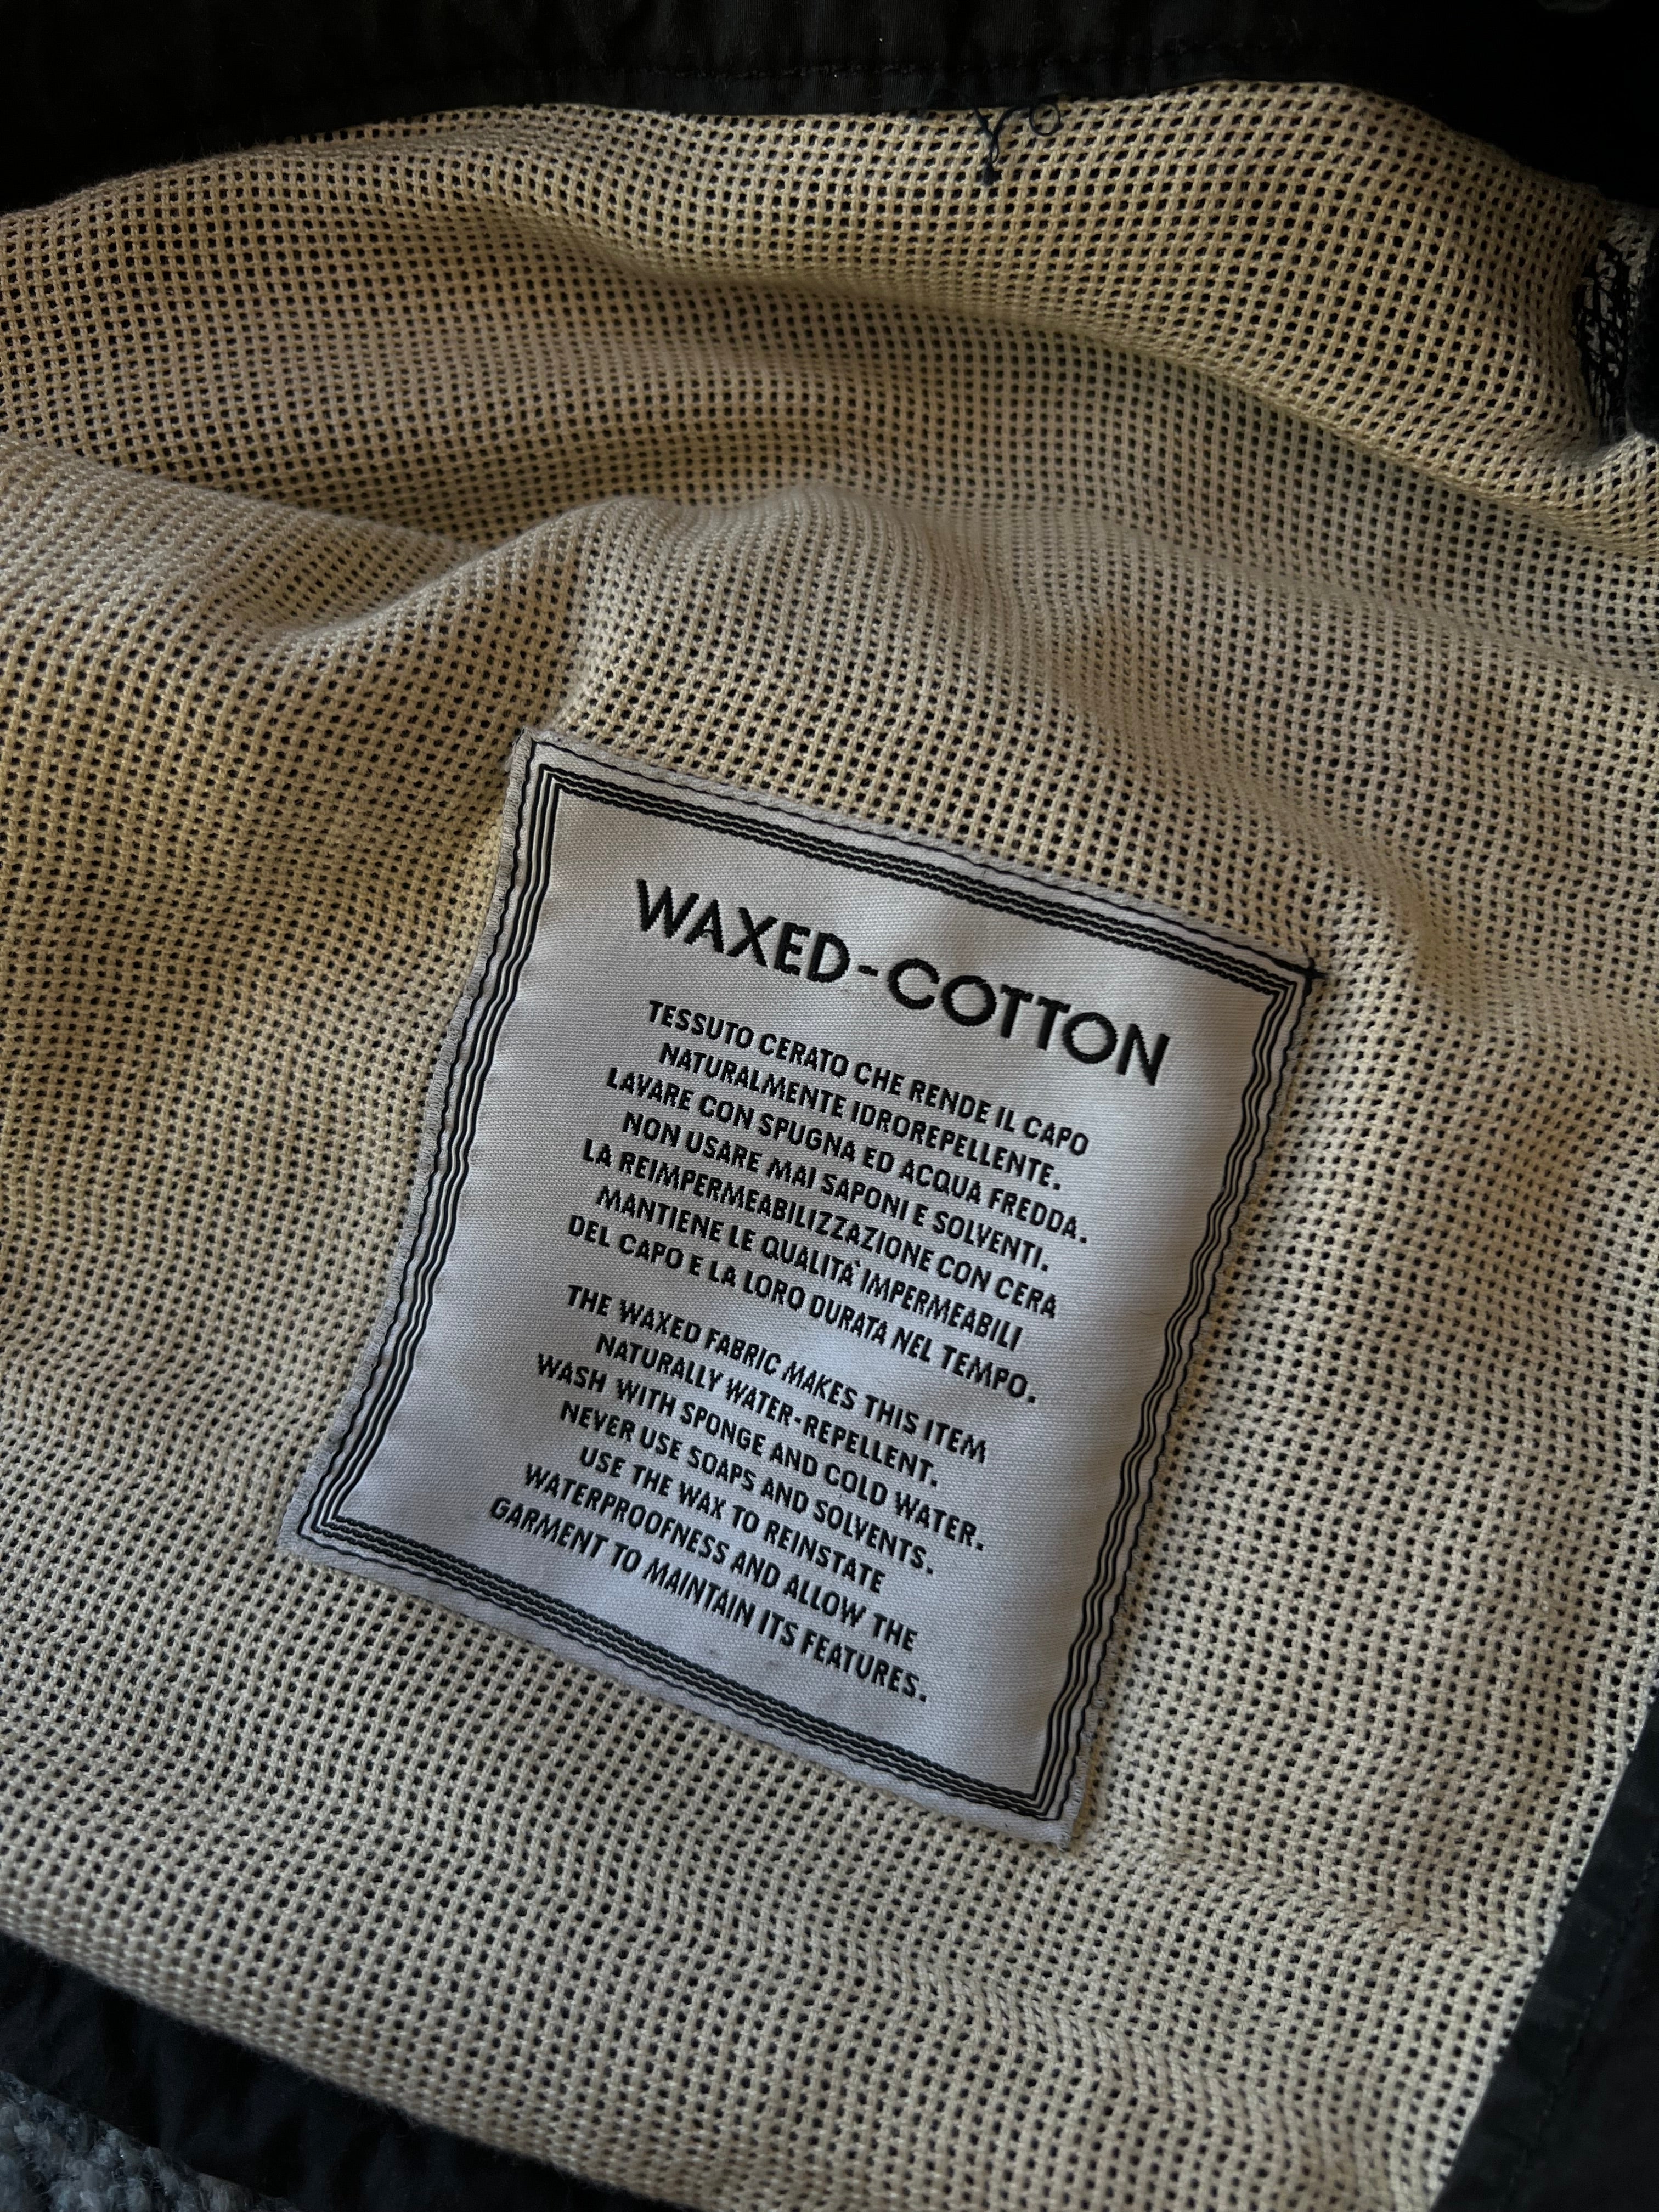 WAXED-COTTON
TESSUTO CERATO CHE RENDE IL CAPO
NATURALMENTE IDROREPELLENTE.
LAVARE CON SPUGNA ED ACQUA FREDDA.
NON USARE MAI SAPONI E SOLVENTI.
LA REIMPERMEABILIZZAZIONE CON CERA
MANTIENE LE QUALITA' IMPERMEABILI
DEL CAPO E LA LORO DURATA NEL TEMPO.
THE WAXED FABRIC MAKES THIS ITEM
NATURALLY WATER-REPELLENT.
WASH WITH SPONGE AND COLD WATER.
NEVER USE SOAPS AND SOLVENTS.
USE THE WAX TO REINSTATE
WATERPROOFNESS AND ALLOW THE
GARMENT TO MAINTAIN ITS FEATURES.